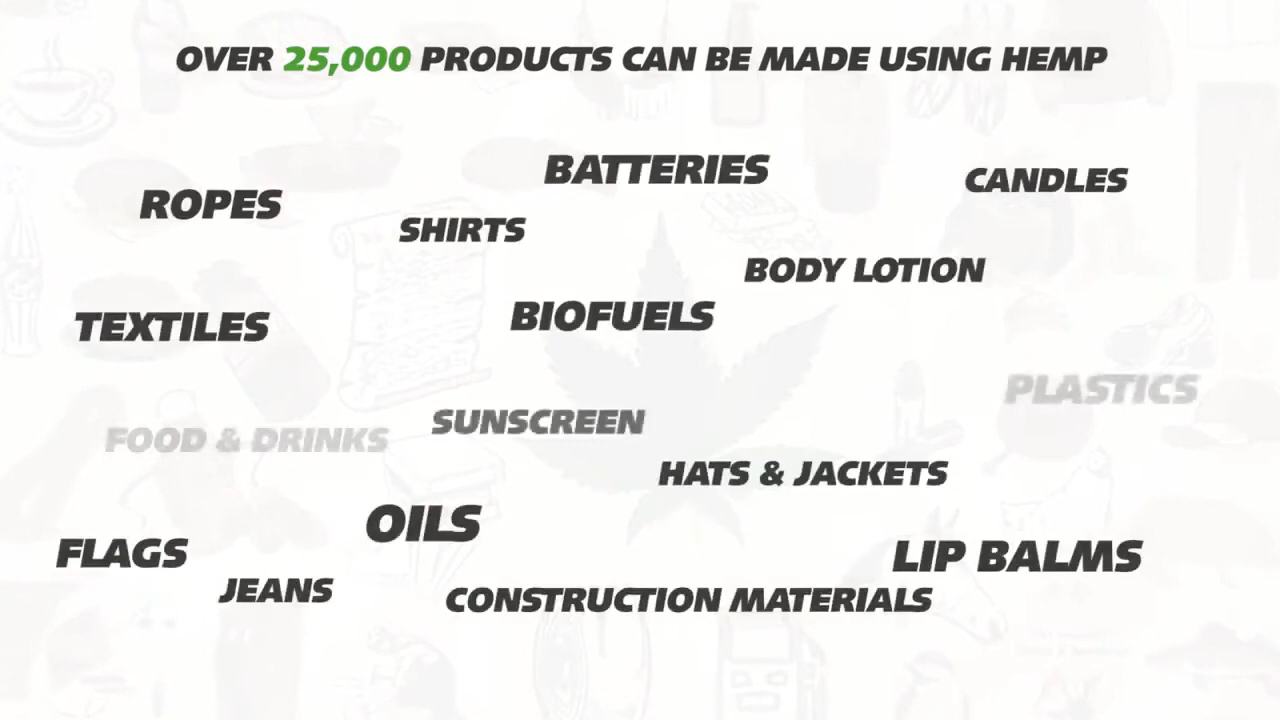 OVER 25,000 PRODUCTS CAN BE MADE USING HEMP
BATTERIES
CANDLES
ROPES
SHIRTS
BODY LOTION
BIOFUELS
TEXTILES
PLASTICS
SUNSCREEN
FOOD & DRINKS
HATS & JACKETS
OILS
FLAGS
LIP BALMS
JEANS
CONSTRUCTION MATERIALS